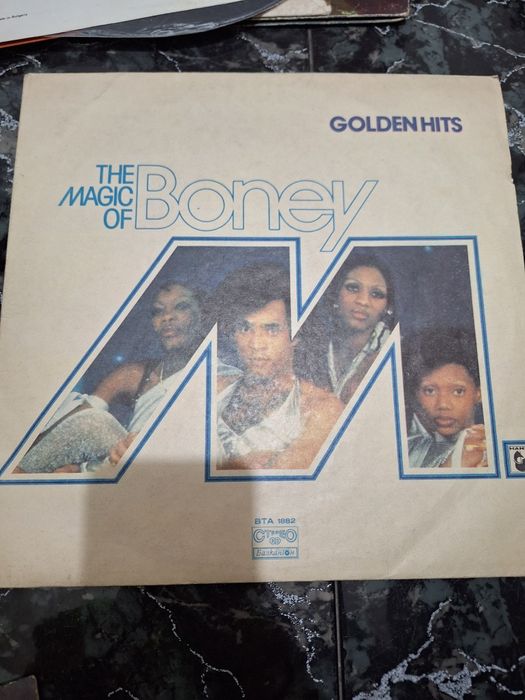 GOLDEN HITS
THE
MAGIC
OF
Boney
M.
BTA 1882
СТерео
Балкантон